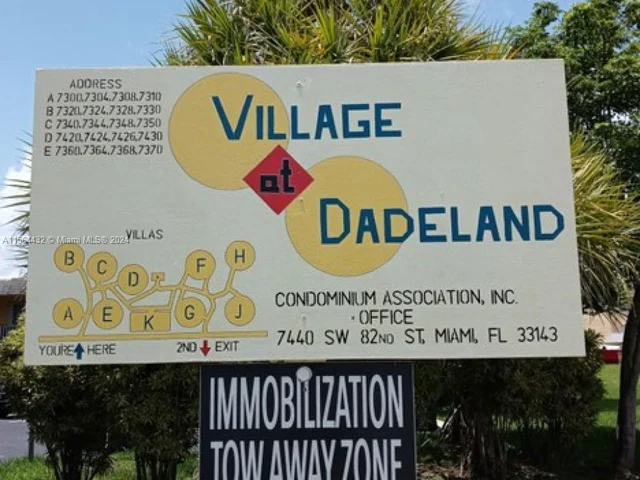 ADDRESS
A 7300,7304,7308,7310
B 7320,7324,7328,7330
C 7340,7344,7348,7350
D 7420,7424,7426,7430
E 7360,7364,7368,7370
VILLAGE
at
DADELAND
VILLAS
B C D F H
A E K G J
YOURE HERE
2ND EXIT
CONDOMINIUM ASSOCIATION, INC.
OFFICE
7440 SW 82ND ST, MIAMI, FL 33143
IMMOBILIZATION
TOW AWAY ZONE
© Miami MLS® 2024